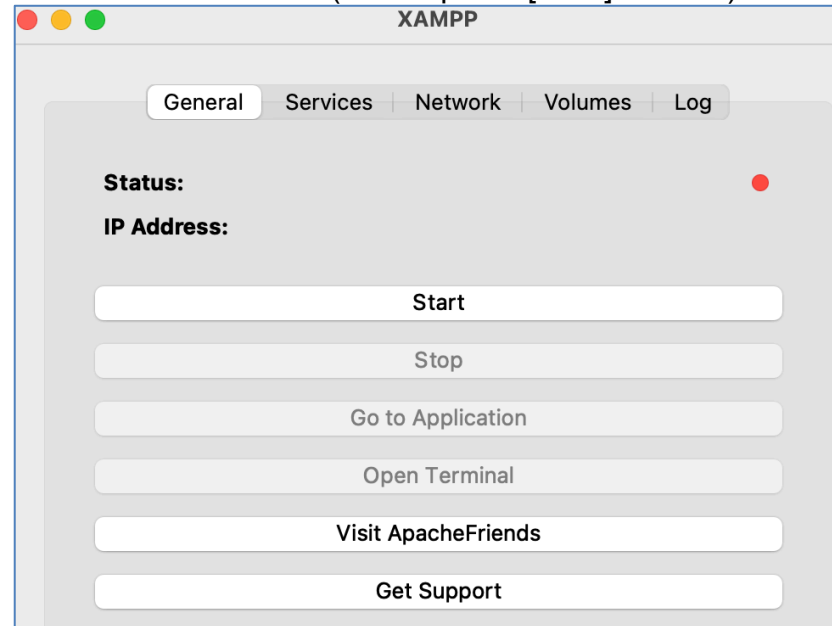 XAMPP
General Services Network Volumes Log
Status:
IP Address:
Start
Stop
Go to Application
Open Terminal
Visit ApacheFriends
Get Support